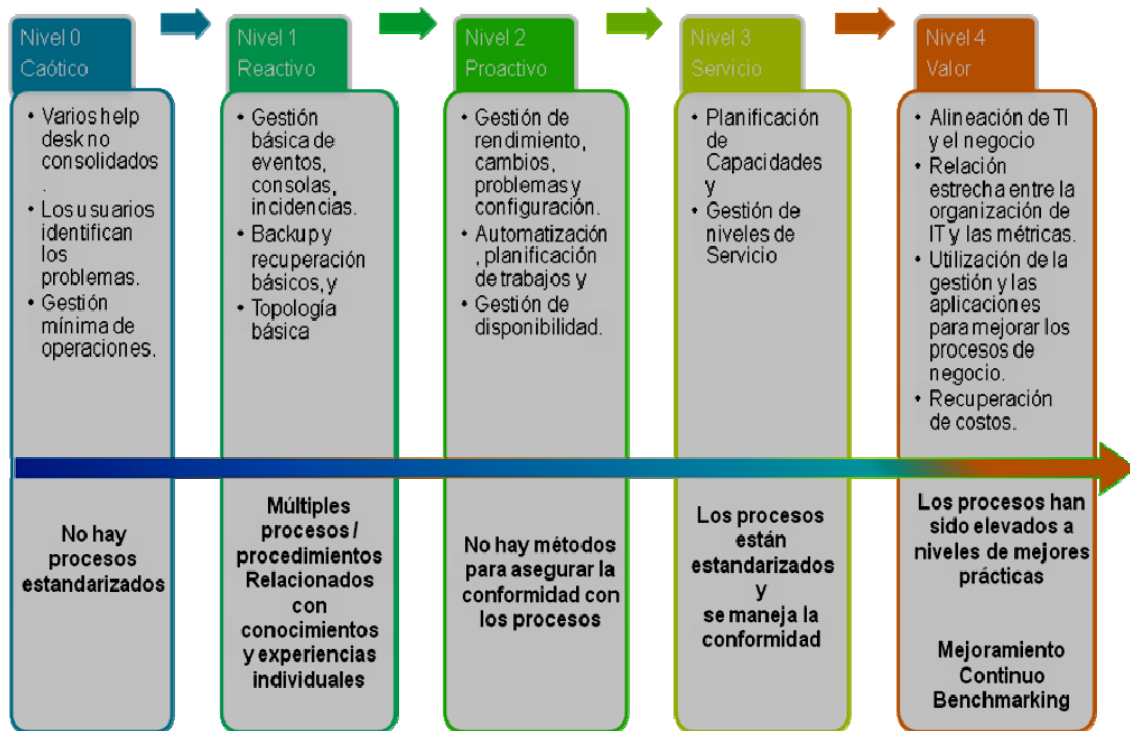 Nivel 0
Caótico
• Varios help
desk no
consolidados
.
• Los usuarios
identifican
los
problemas.
• Gestión
mínima de
operaciones.
No hay
procesos
estandarizados
Nivel 1
Reactivo
• Gestión
básica de
eventos,
consolas,
incidencias.
• Backup y
recuperación
básicos, y
• Topología
básica
Múltiples
procesos /
procedimientos
Relacionados
con
conocimientos
y experiencias
individuales
Nivel 2
Proactivo
• Gestión de
rendimiento,
cambios,
problemas y
configuración.
• Automatización
, planificación
de trabajos y
• Gestión de
disponibilidad.
No hay métodos
para asegurar la
conformidad con
los procesos
Nivel 3
Servicio
• Planificación
de
Capacidades
y
• Gestión de
niveles de
Servicio
Los procesos
están
estandarizados
y
se maneja la
conformidad
Nivel 4
Valor
• Alineación de TI
y el negocio
• Relación
estrecha entre la
organización de
IT y las métricas.
• Utilización de la
gestión y las
aplicaciones
para mejorar los
procesos de
negocio.
• Recuperación
de costos.
Los procesos han
sido elevados a
niveles de mejores
prácticas
Mejoramiento
Continuo
Benchmarking